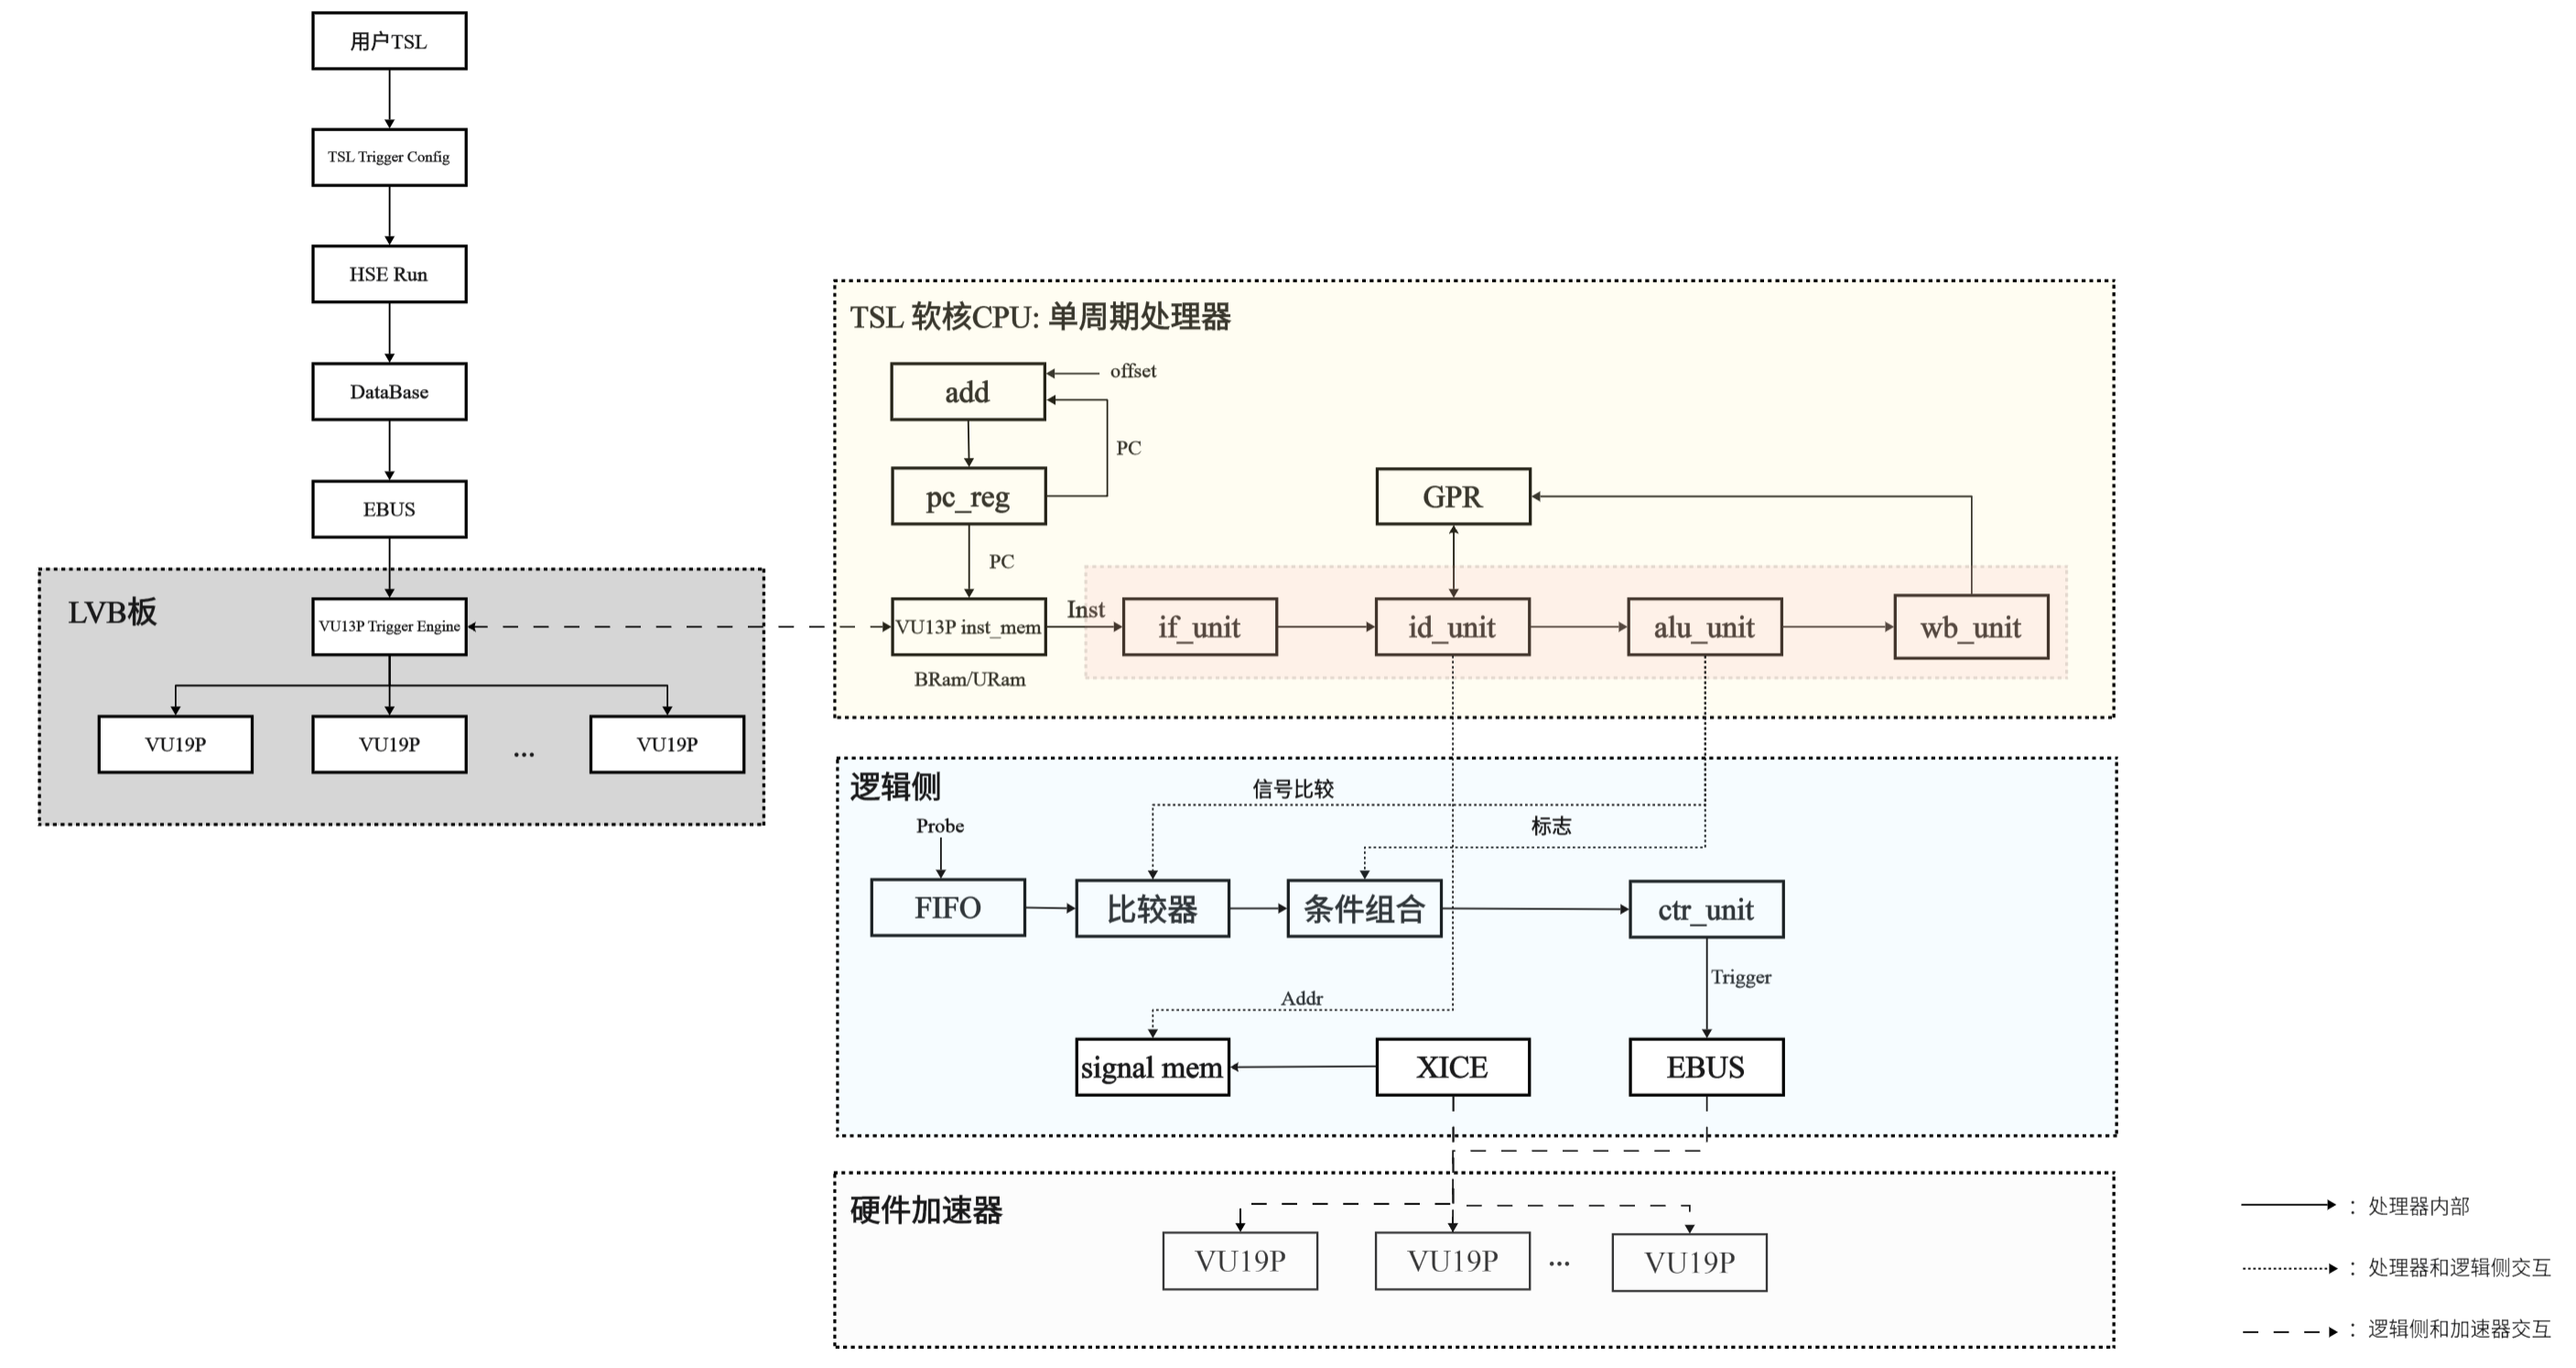 用户TSL
TSL Trigger Config
HSE Run
DataBase
EBUS
LVB板
VU13P Trigger Engine
VU19P
VU19P
...
VU19P
TSL 软核CPU: 单周期处理器
add
offset
PC
pc_reg
GPR
PC
Inst
VU13P inst_mem
if_unit
id_unit
alu_unit
wb_unit
BRam/URam
逻辑侧
信号比较
标志
Probe
FIFO
比较器
条件组合
ctr_unit
Trigger
Addr
signal mem
XICE
EBUS
硬件加速器
VU19P
VU19P
...
VU19P
：处理器内部
：处理器和逻辑侧交互
：逻辑侧和加速器交互